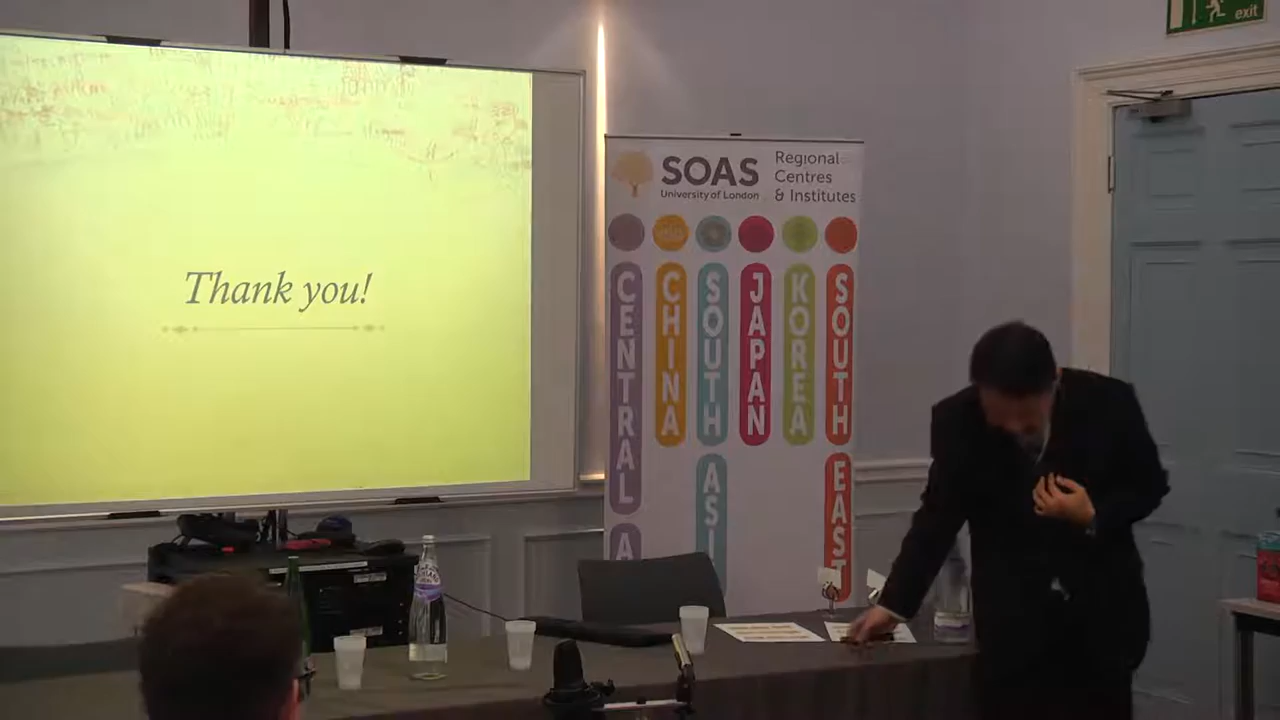 Thank you!
SOAS
University of London
Regional
Centres
& Institutes
CENTRAL A
CHINA
SOUTH ASI
JAPAN
KOREA
SOUTH EAST
exit